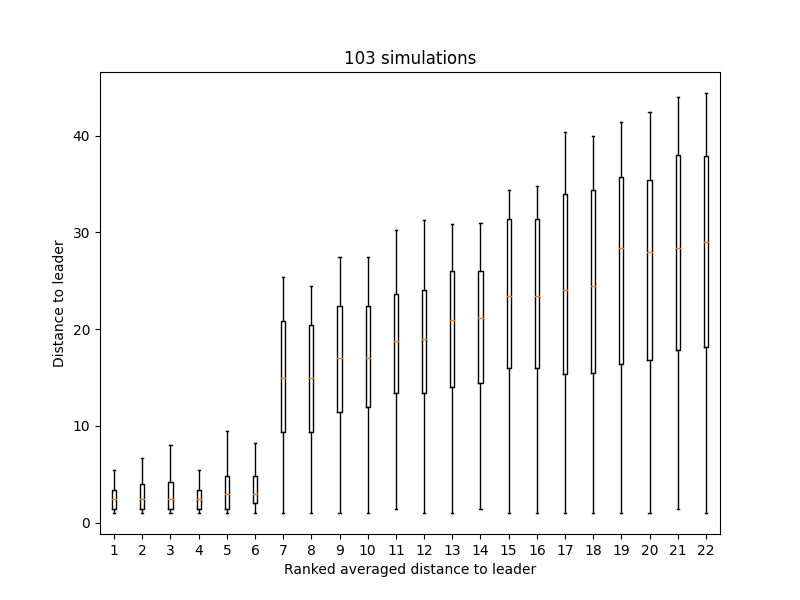 103 simulations
Distance to leader
40
30
20
10
0
1 2 3 4 5 6 7 8 9 10 11 12 13 14 15 16 17 18 19 20 21 22
Ranked averaged distance to leader